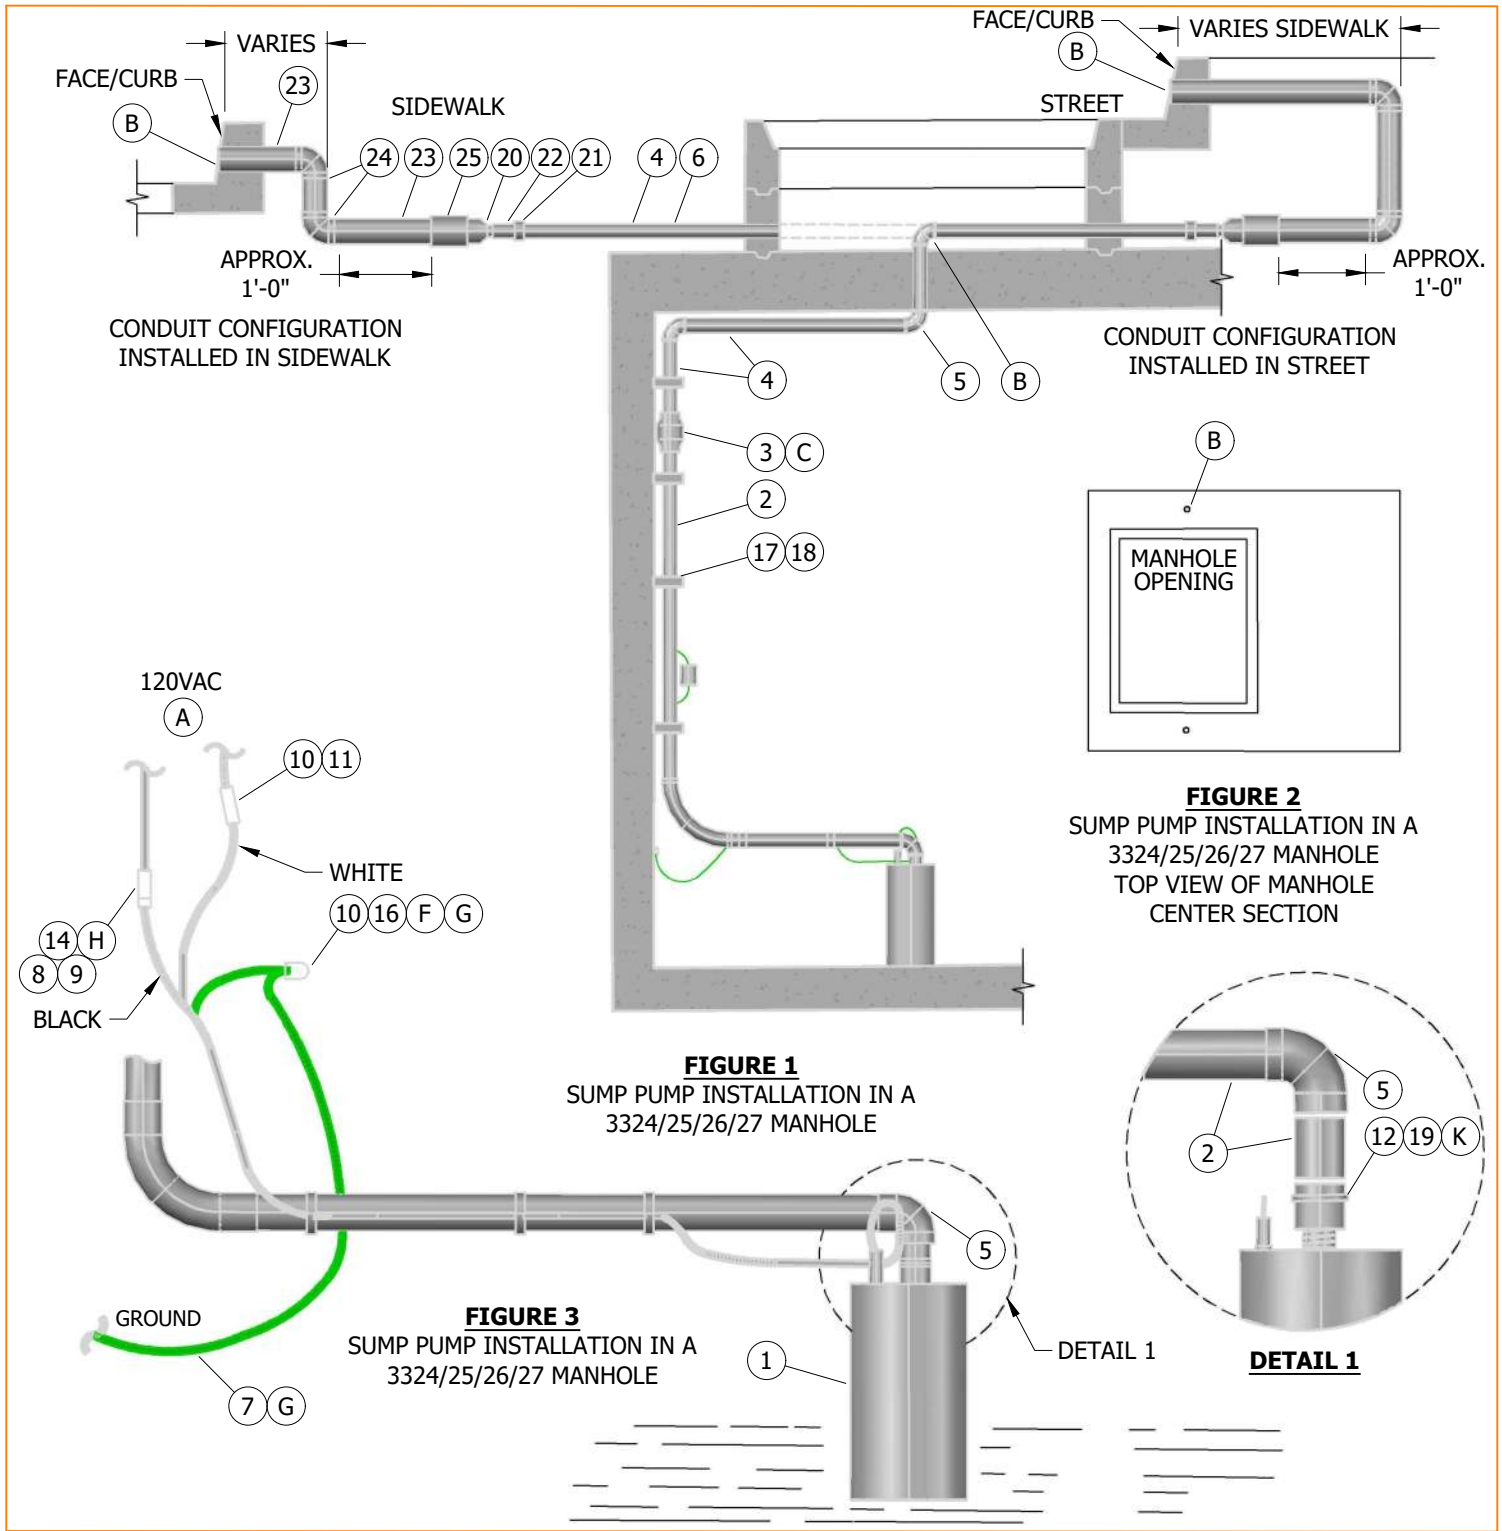 VARIES
FACE/CURB
23
B
SIDEWALK
24 23 25 20 22 21
4 6
APPROX.
1'-0"
CONDUIT CONFIGURATION
INSTALLED IN SIDEWALK
FACE/CURB
B
VARIES SIDEWALK
STREET
APPROX.
1'-0"
CONDUIT CONFIGURATION
INSTALLED IN STREET
4
5
B
3 C
2
17 18
B
MANHOLE
OPENING
FIGURE 2
SUMP PUMP INSTALLATION IN A
3324/25/26/27 MANHOLE
TOP VIEW OF MANHOLE
CENTER SECTION
120VAC
A
10 11
WHITE
10 16 F G
14 H
8 9
BLACK
FIGURE 1
SUMP PUMP INSTALLATION IN A
3324/25/26/27 MANHOLE
5
GROUND
7 G
FIGURE 3
SUMP PUMP INSTALLATION IN A
3324/25/26/27 MANHOLE
1
DETAIL 1
5
2
12 19 K
DETAIL 1